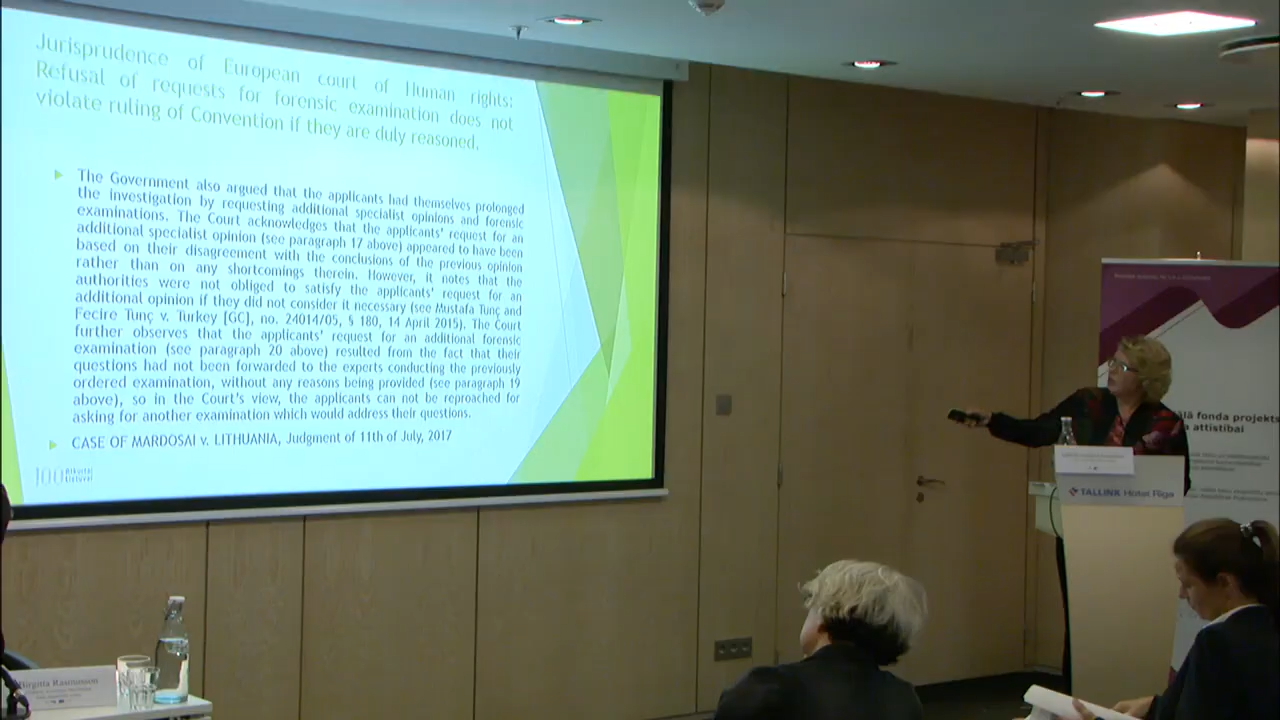 Jurisprudence of European court of Human rights:
Refusal of requests for forensic examination does not
violate ruling of Convention if they are duly reasoned,
The Government also argued that the applicants had themselves prolonged
the investigation by requesting additional specialist opinions and forensic
examinations. The Court acknowledges that the applicants' request for an
additional specialist opinion (see paragraph 17 above) appeared to have been
based on their disagreement with the conclusions of the previous opinion
rather than on any shortcomings therein. However, it notes that the
authorities were not obliged to satisfy the applicants' request for an
additional opinion if they did not consider it necessary (see Mustafa Tunç and
Fecire Tunç v. Turkey [GC], no. 24014/05, § 180, 14 April 2015). The Court
further observes that the applicants' request for an additional forensic
examination (see paragraph 20 above) resulted from the fact that their
questions had not been forwarded to the experts conducting the previously
ordered examination, without any reasons being provided (see paragraph 19
above), so in the Court's view, the applicants can not be reproached for
asking for another examination which would address their questions.
CASE OF MARDOSAI v. LITHUANIA, Judgment of 11th of July, 2017
100
TALLINK Hotel Riga
fonda projekts
attīstībai
Birgitta Rasmusson